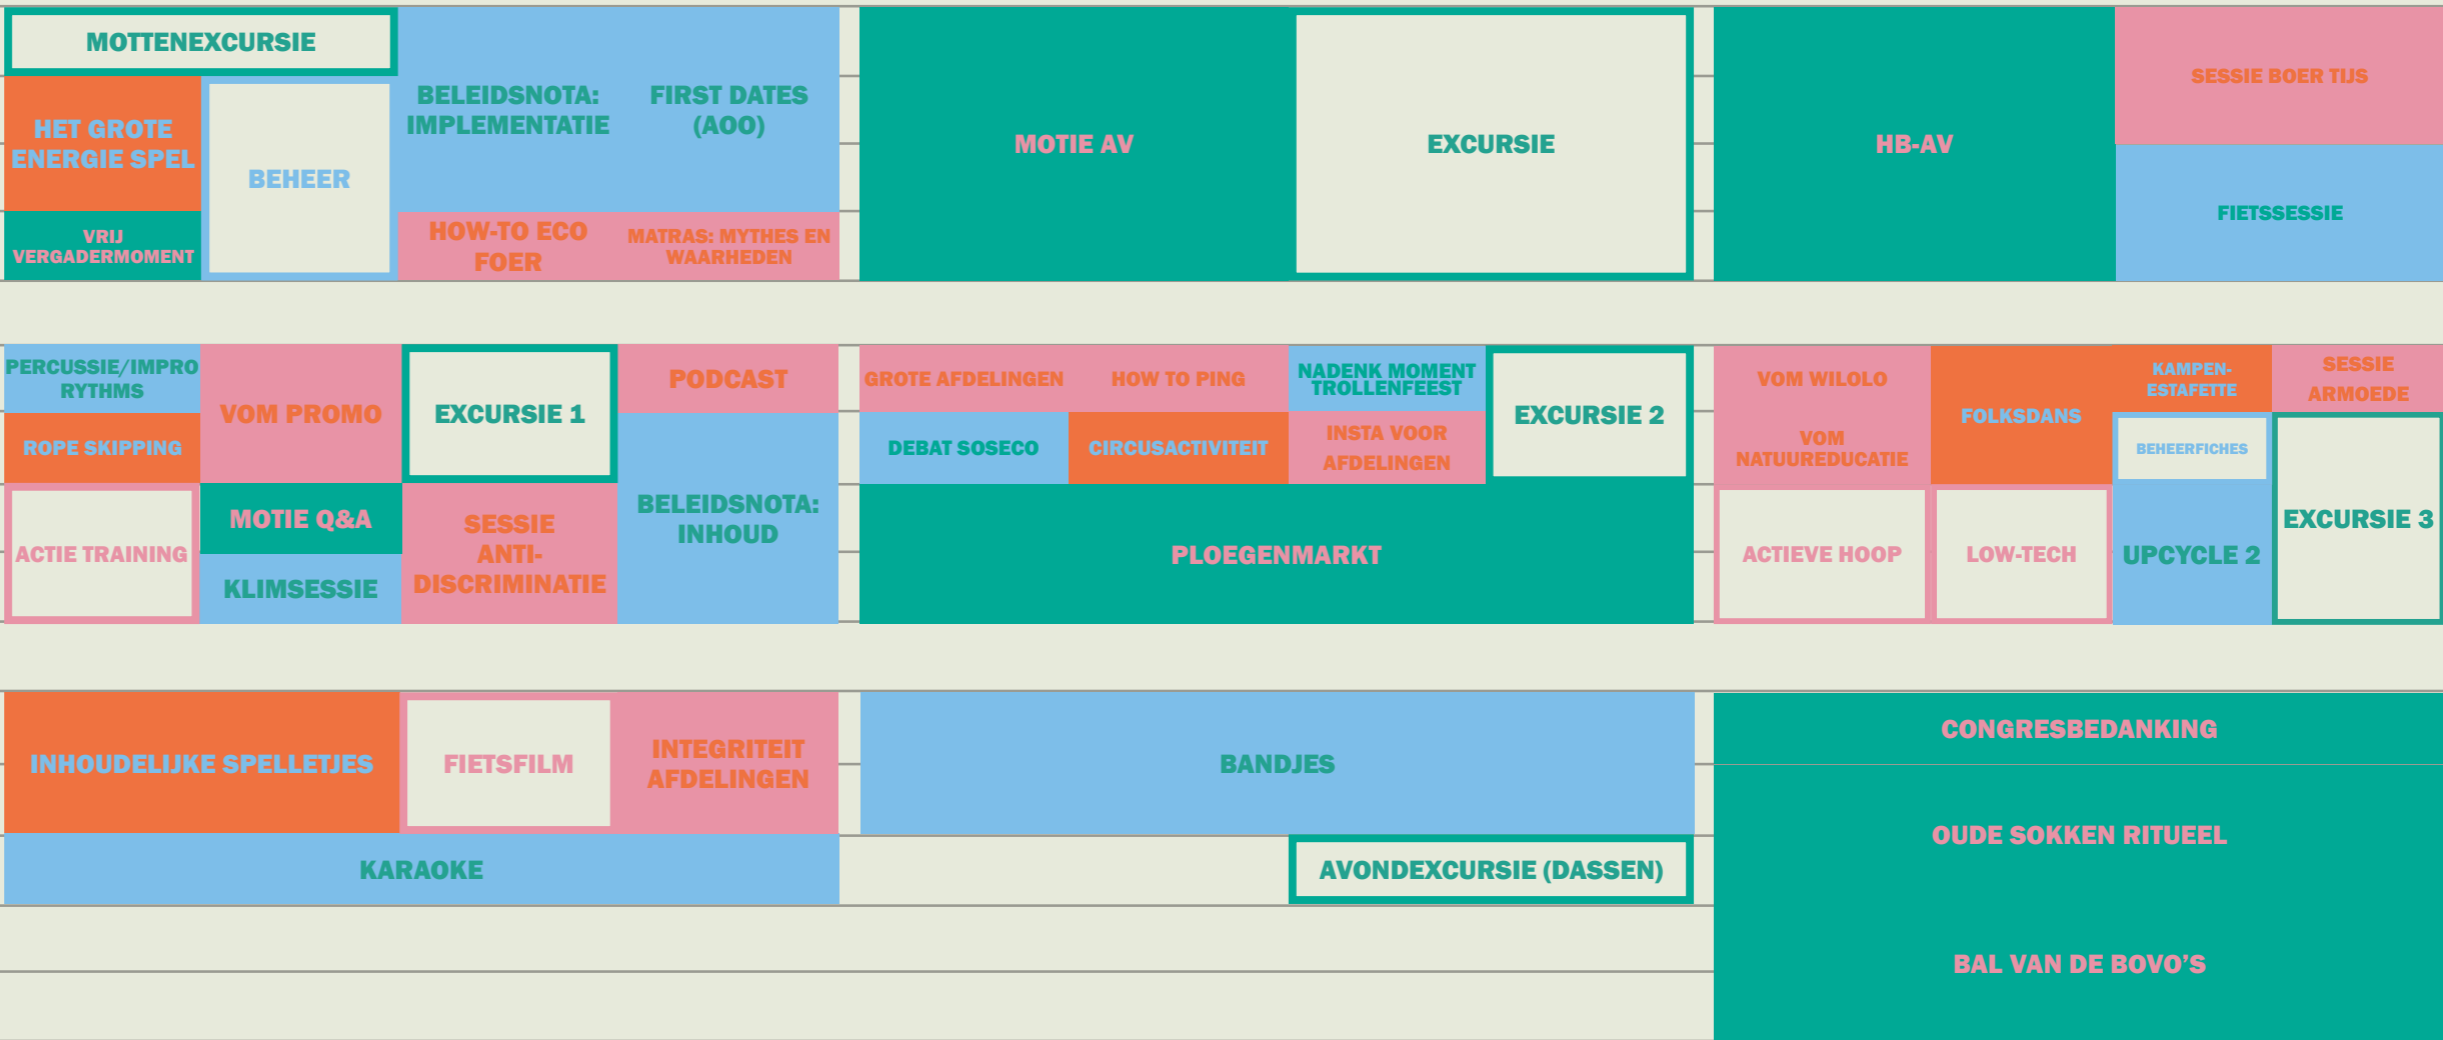 MOTTENEXCURSIE
HET GROTE
ENERGIE SPEL
BEHEER
VRIJ
VERGADERMOMENT
BELEIDSNOTA:
IMPLEMENTATIE
FIRST DATES
(AOO)
HOW-TO ECO
FOER
MATRAS: MYTHES EN
WAARHEDEN
MOTIE AV
EXCURSIE
HB-AV
SESSIE BOER TIJS
FIETSSESSIE
PERCUSSIE/IMPRO
RYTHMS
ROPE SKIPPING
ACTIE TRAINING
VOM PROMO
MOTIE Q&A
KLIMSESSIE
EXCURSIE 1
SESSIE
ANTI-
DISCRIMINATIE
PODCAST
BELEIDSNOTA:
INHOUD
GROTE AFDELINGEN
HOW TO PING
NADENK MOMENT
TROLLENFEEST
EXCURSIE 2
DEBAT SOSECO
CIRCUSACTIVITEIT
INSTA VOOR
AFDELINGEN
PLOEGENMARKT
VOM WILOLO
VOM
NATUUREDUCATIE
FOLKSDANS
KAMPEN-
ESTAFETTE
SESSIE
ARMOEDE
BEHEERFICHES
ACTIEVE HOOP
LOW-TECH
UPCYCLE 2
EXCURSIE 3
INHOUDELIJKE SPELLETJES
FIETSFILM
INTEGRITEIT
AFDELINGEN
KARAOKE
BANDJES
AVONDEXCURSIE (DASSEN)
CONGRESBEDANKING
OUDE SOKKEN RITUEEL
BAL VAN DE BOVO'S